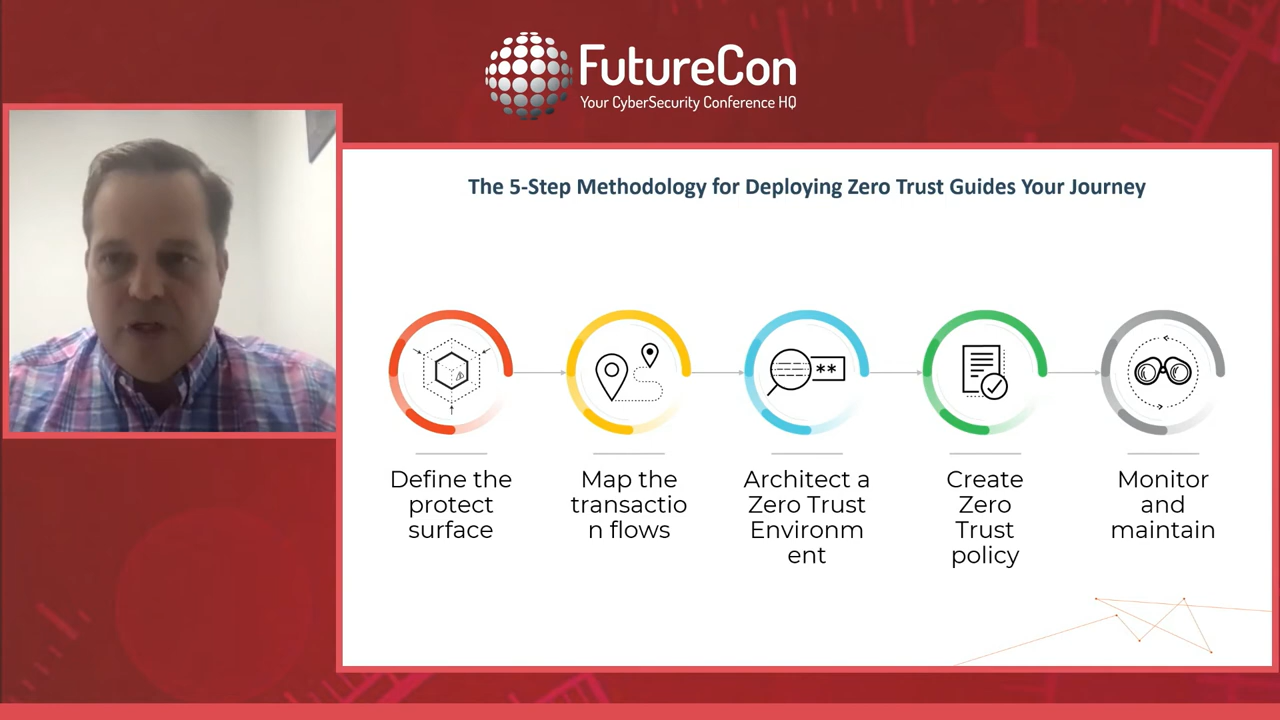 FutureCon
Your CyberSecurity Conference HQ
The 5-Step Methodology for Deploying Zero Trust Guides Your Journey
**
Define the
protect
surface
Map the
transactio
n flows
Architect a
Zero Trust
Environm
ent
Create
Zero
Trust
policy
Monitor
and
maintain